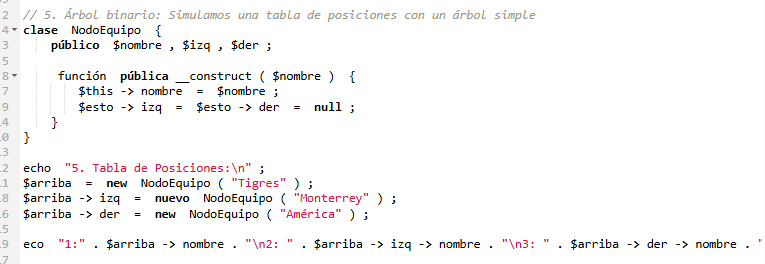 // 5. Árbol binario: Simulamos una tabla de posiciones con un árbol simple
clase NodoEquipo {
público $nombre , $izq , $der ;
función pública __construct ( $nombre ) {
$this -> nombre = $nombre ;
$esto -> izq = $esto -> der = null ;
}
}
echo "5. Tabla de Posiciones:\n" ;
$arriba = new NodoEquipo ( "Tigres" ) ;
$arriba -> izq = nuevo NodoEquipo ( "Monterrey" ) ;
$arriba -> der = new NodoEquipo ( "América" ) ;
eco "1:" . $arriba -> nombre . "\n2: " . $arriba -> izq -> nombre . "\n3: " . $arriba -> der -> nombre . "